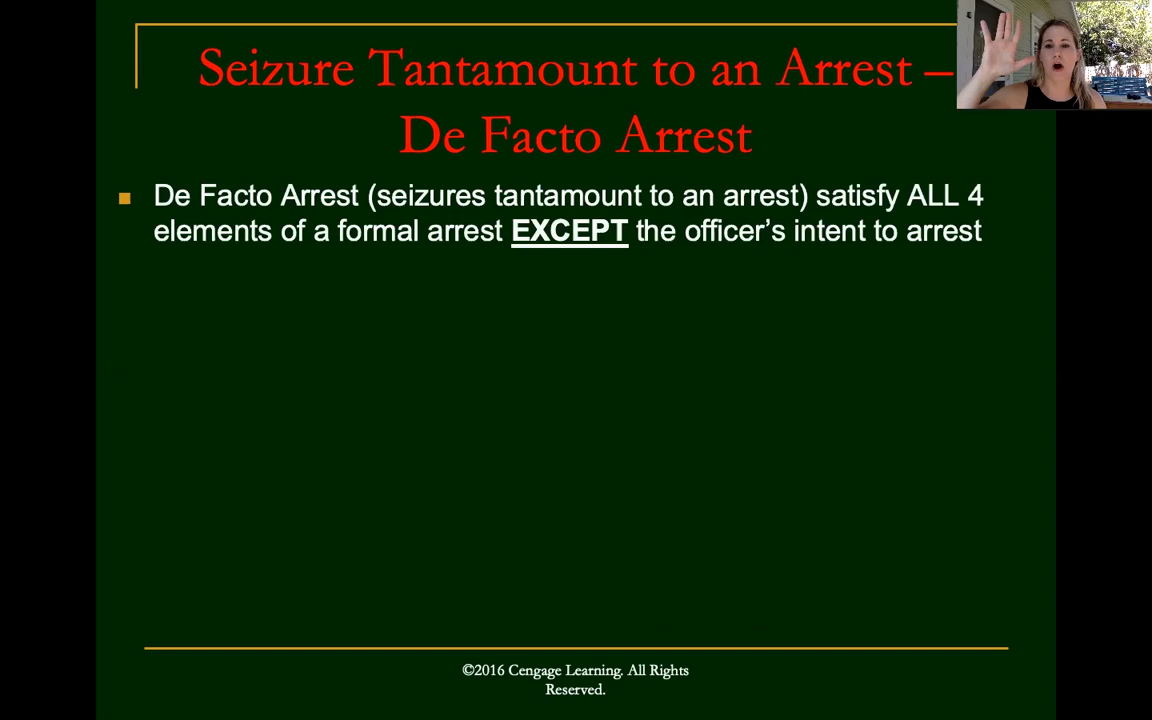 Seizure Tantamount to an Arrest –
De Facto Arrest
De Facto Arrest (seizures tantamount to an arrest) satisfy ALL 4
elements of a formal arrest EXCEPT the officer’s intent to arrest
©2016 Cengage Learning. All Rights
Reserved.